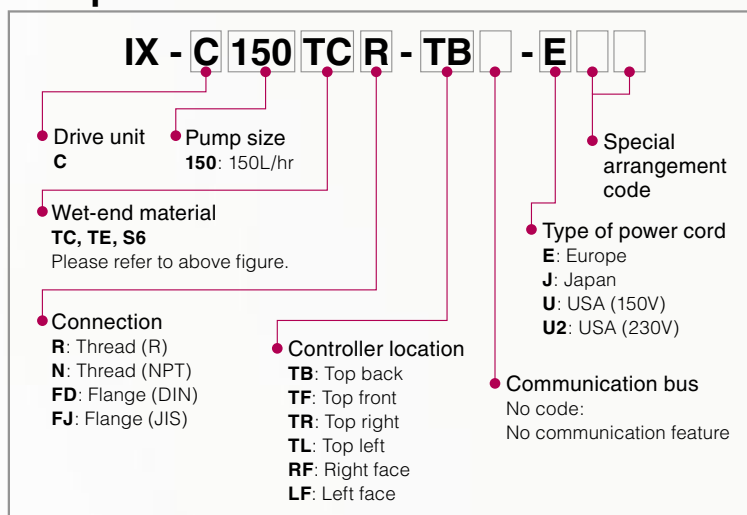 IX - C 150 TC R - TB - E
Drive unit
C
Pump size
150: 150L/hr
Special
arrangement
code
Wet-end material
TC, TE, S6
Please refer to above figure.
Type of power cord
E: Europe
J: Japan
U: USA (150V)
U2: USA (230V)
Connection
R: Thread (R)
N: Thread (NPT)
FD: Flange (DIN)
FJ: Flange (JIS)
Controller location
TB: Top back
TF: Top front
TR: Top right
TL: Top left
RF: Right face
LF: Left face
Communication bus
No code:
No communication feature